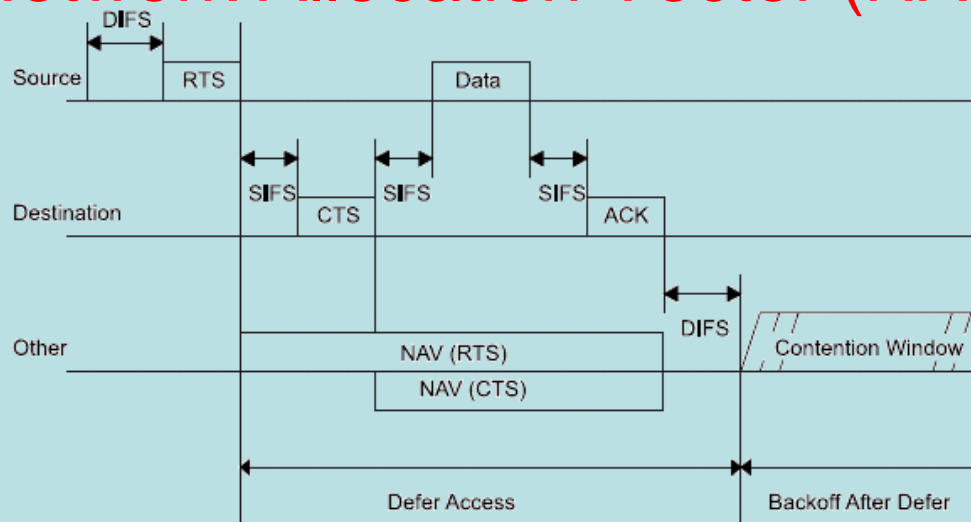 Allocation
DIFS
Source
RTS
Data
SIFS
SIFS
SIFS
Destination
CTS
ACK
DIFS
Other
NAV (RTS)
Contention Window
NAV (CTS)
Defer Access
Backoff After Defer